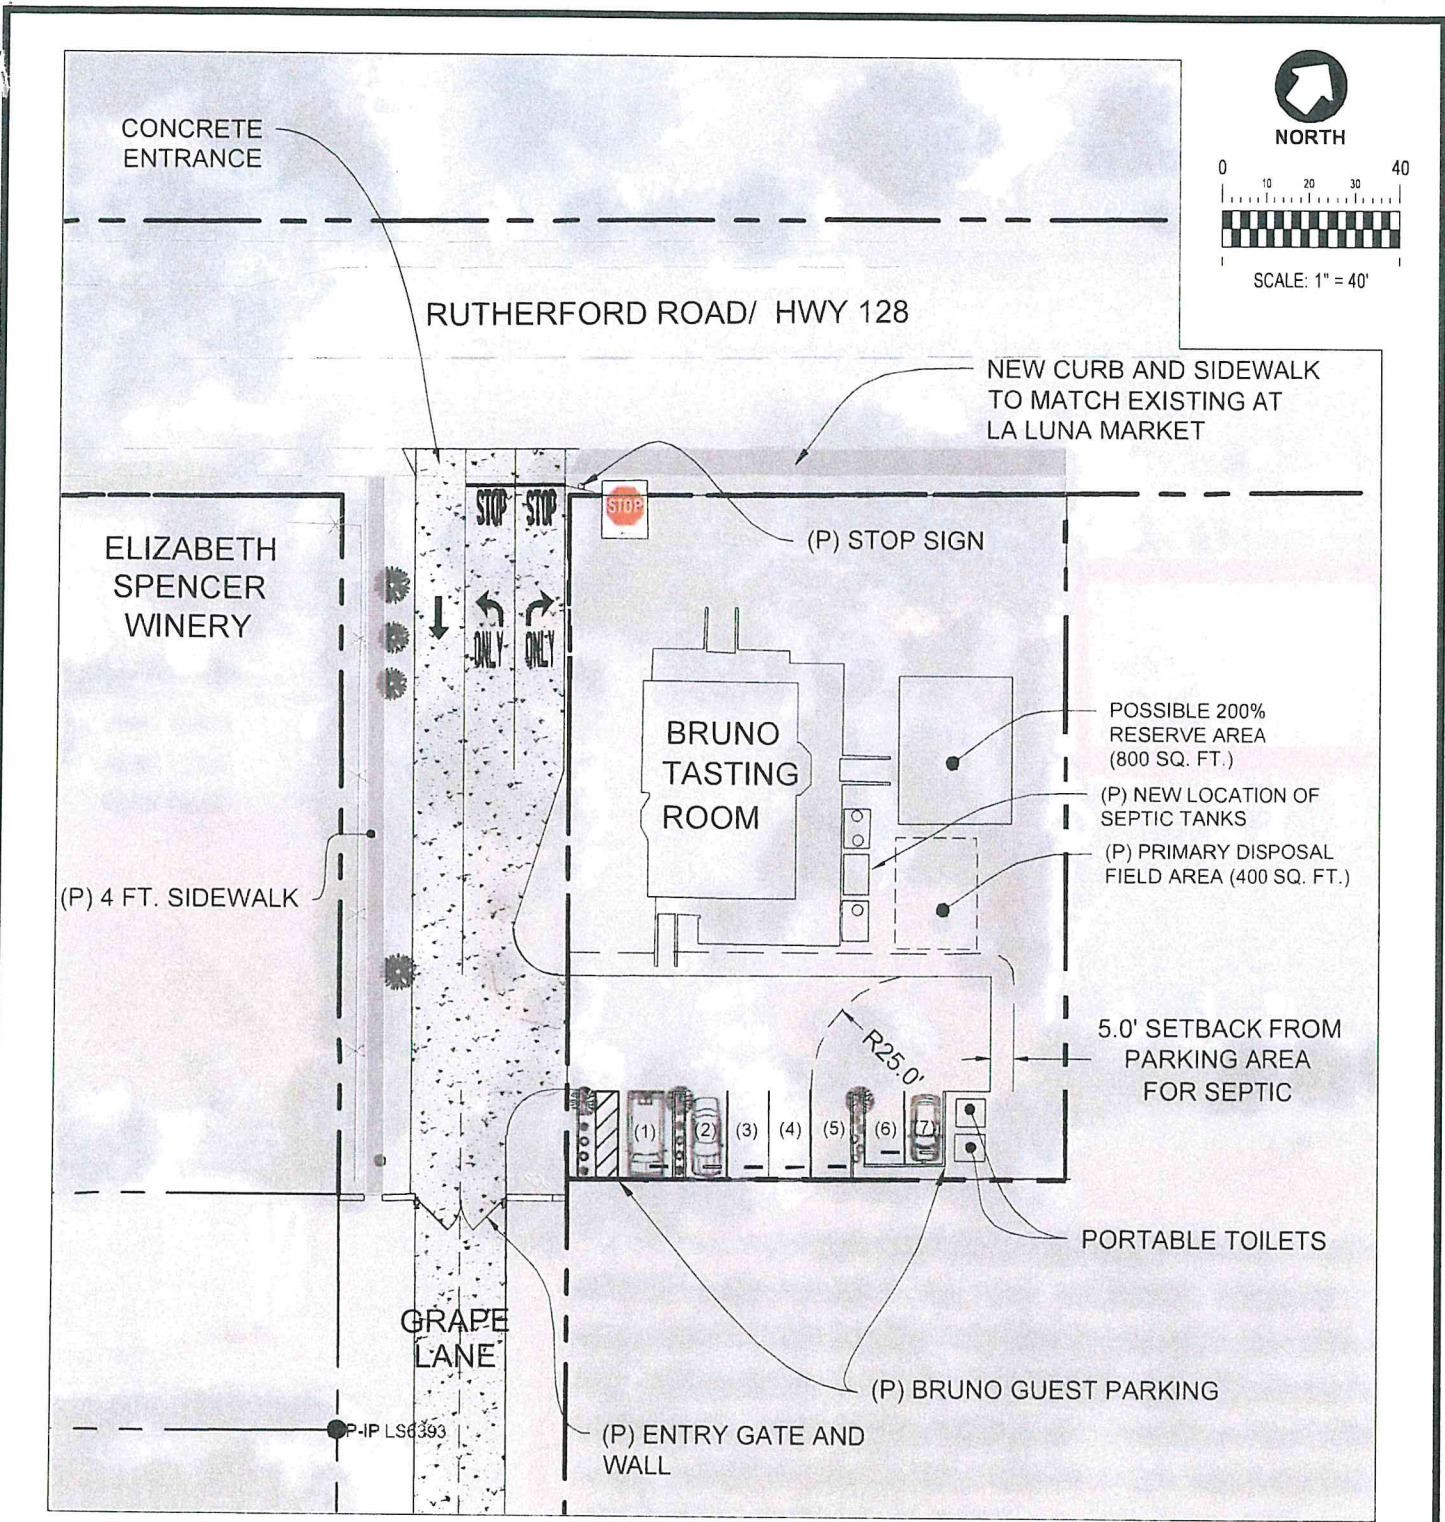 NORTH
0 10 20 30 40
SCALE: 1" = 40'
CONCRETE
ENTRANCE
RUTHERFORD ROAD/ HWY 128
NEW CURB AND SIDEWALK
TO MATCH EXISTING AT
LA LUNA MARKET
STOP STOP
STOP
(P) STOP SIGN
ELIZABETH
SPENCER
WINERY
ONLY ONLY
BRUNO
TASTING
ROOM
POSSIBLE 200%
RESERVE AREA
(800 SQ. FT.)
(P) NEW LOCATION OF
SEPTIC TANKS
(P) PRIMARY DISPOSAL
FIELD AREA (400 SQ. FT.)
(P) 4 FT. SIDEWALK
R25.0'
5.0' SETBACK FROM
PARKING AREA
FOR SEPTIC
(1) (2) (3) (4) (5) (6) (7)
PORTABLE TOILETS
GRAPE
LANE
(P) BRUNO GUEST PARKING
P-IP LS6393
(P) ENTRY GATE AND
WALL